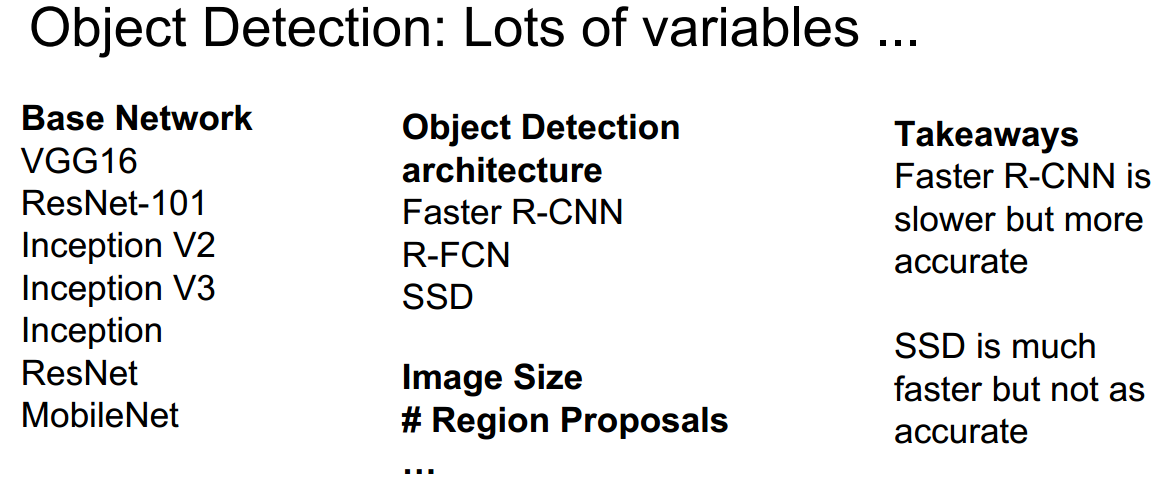 Object Detection: Lots of variables ...
Base Network
VGG16
ResNet-101
Inception V2
Inception V3
Inception
ResNet
MobileNet
Object Detection
architecture
Faster R-CNN
R-FCN
SSD
Image Size
# Region Proposals
…
Takeaways
Faster R-CNN is
slower but more
accurate
SSD is much
faster but not as
accurate